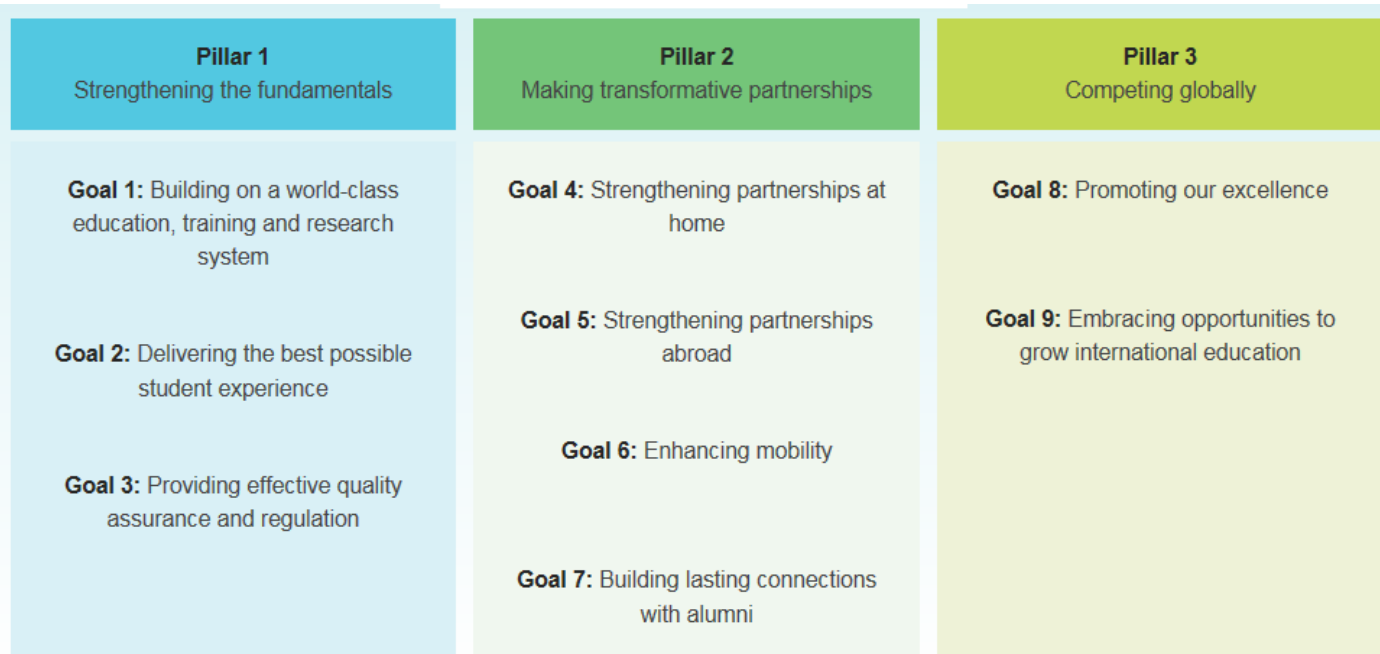 Pillar 1
Strengthening the fundamentals
Goal 1: Building on a world-class
education, training and research
system
Goal 2: Delivering the best possible
student experience
Goal 3: Providing effective quality
assurance and regulation
Pillar 2
Making transformative partnerships
Goal 4: Strengthening partnerships at
home
Goal 5: Strengthening partnerships
abroad
Goal 6: Enhancing mobility
Goal 7: Building lasting connections
with alumni
Pillar 3
Competing globally
Goal 8: Promoting our excellence
Goal 9: Embracing opportunities to
grow international education